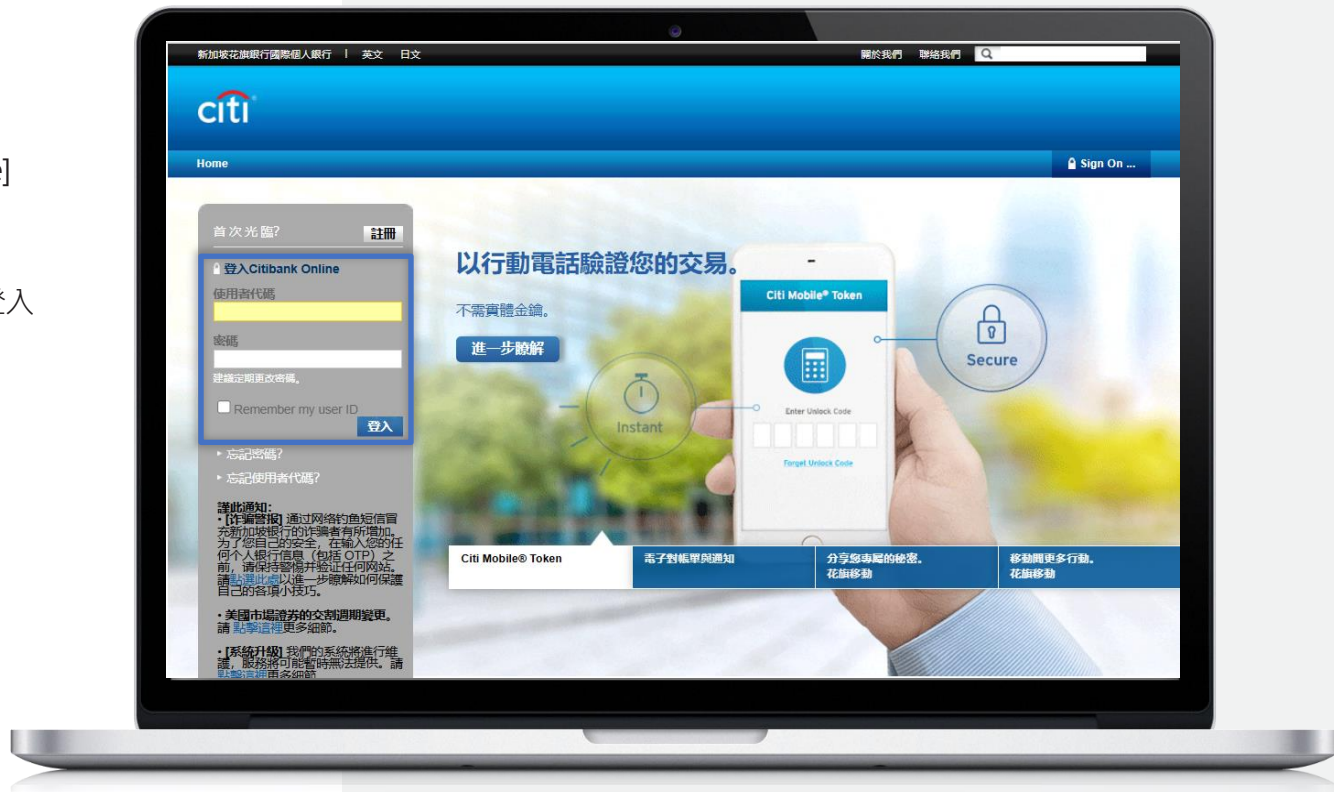 e]
登入
新加坡花旗銀行國際個人銀行 | 英文 日文
關於我們 聯絡我們
citi
Home
Sign On ...
首次光臨?
註冊
登入Citibank Online
使用者代碼
密碼
建議定期更改密碼。
Remember my user ID
登入
忘記密碼?
忘記使用者代碼?
謹此通知:
• [诈骗警报] 通过网络钓鱼短信冒
充新加坡银行的诈骗者有所增加。
为了您自己的安全，在输入您的任
何个人银行信息（包括 OTP）之
前，请保持警惕并验证任何网站。
請點選此處以進一步瞭解如何保護
自己的各項小技巧。
• 美國市場證券的交割週期變更。
請 點擊這裡更多細節。
• [系統升級] 我們的系統將進行維
護，服務將可能暫時無法提供。請
點擊這裡更多細節
以行動電話驗證您的交易。
不需實體金鑰。
進一步瞭解
Instant
Citi Mobile® Token
Enter Unlock Code
Forget Unlock Code
Secure
Citi Mobile® Token
電子對帳單與通知
分享您專屬的秘密。
花旗移動
移動間更多行動。
花旗移動